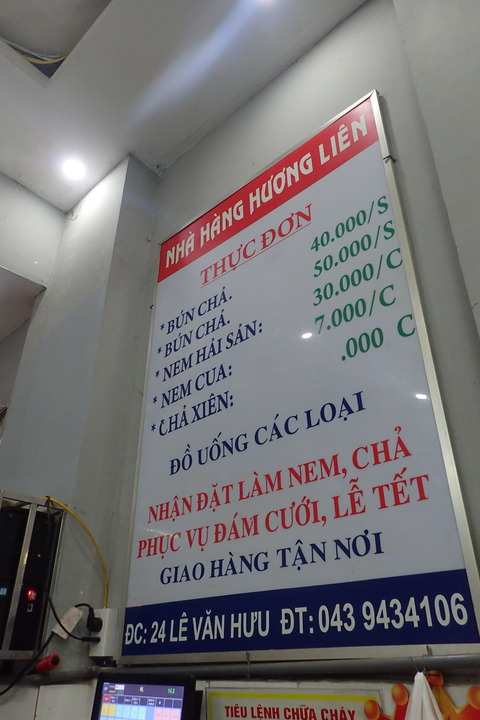 NHÀ HÀNG HƯƠNG LIÊN
THỰC ĐƠN
* BÚN CHẢ. 40.000/S
* BÚN CHẢ. 50.000/S
* NEM HẢI SẢN: 30.000/C
* NEM CUA: 7.000/C
* CHẢ XIÊN: .000 C
ĐỒ UỐNG CÁC LOẠI
NHẬN ĐẶT LÀM NEM, CHẢ
PHỤC VỤ ĐÁM CƯỚI, LỄ TẾT
GIAO HÀNG TẬN NƠI
ĐC: 24 LÊ VĂN HƯU ĐT: 043 9434106
TIÊU LỆNH CHỮA CHÁY